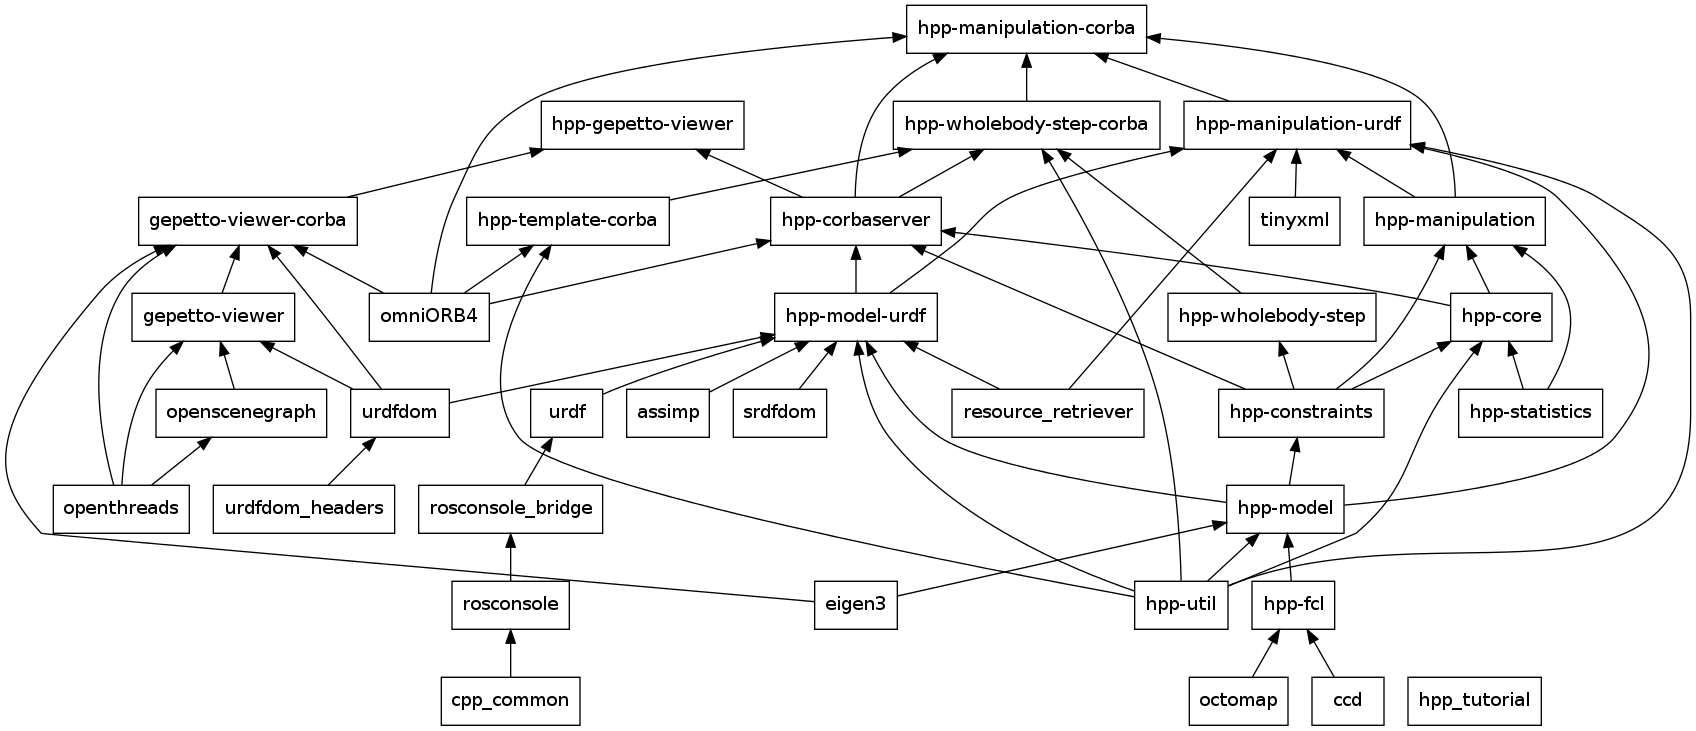 hpp-manipulation-corba
hpp-gepetto-viewer
hpp-wholebody-step-corba
hpp-manipulation-urdf
gepetto-viewer-corba
hpp-template-corba
hpp-corbaserver
tinyxml
hpp-manipulation
gepetto-viewer
omniORB4
hpp-model-urdf
hpp-wholebody-step
hpp-core
openscenegraph
urdfdom
urdf
assimp
srdfdom
resource_retriever
hpp-constraints
hpp-statistics
openthreads
urdfdom_headers
rosconsole_bridge
hpp-model
rosconsole
eigen3
hpp-util
hpp-fcl
cpp_common
octomap
ccd
hpp_tutorial